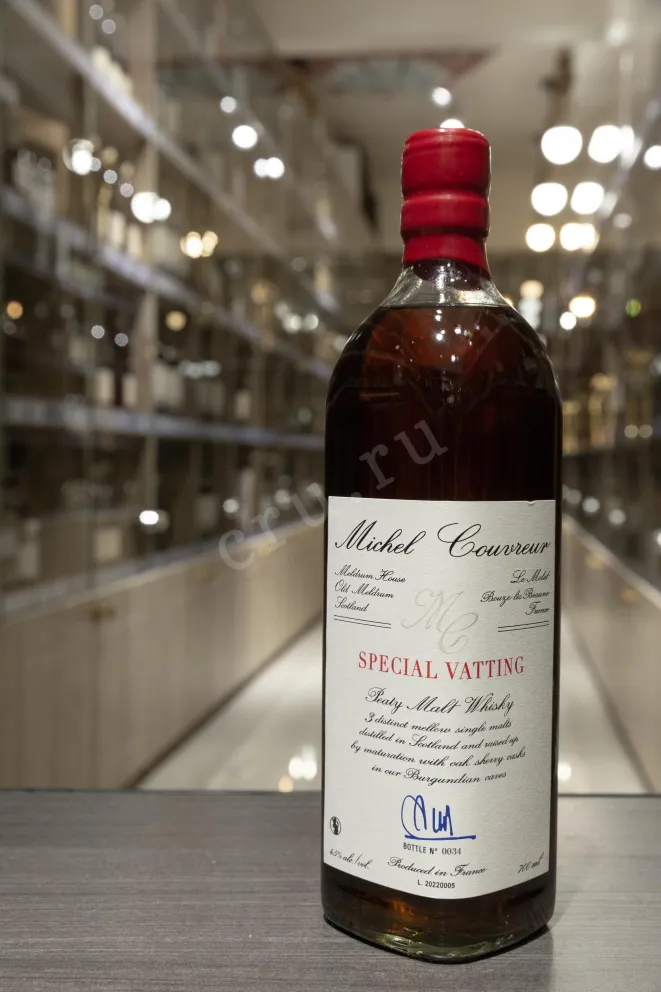 Michel Couvreur
Meldrum House
Old Meldrum
Scotland
Le Molet
Bouze-lès-Beaune
France
MC
SPECIAL VATTING
Peaty Malt Whisky
3 distinct mellow single malts
distilled in Scotland and raised up
by maturation with oak sherry casks
in our Burgundian caves
BOTTLE N° 0034
45% alc/vol.
Produced in France
700 ml
L. 20220005
cru.ru